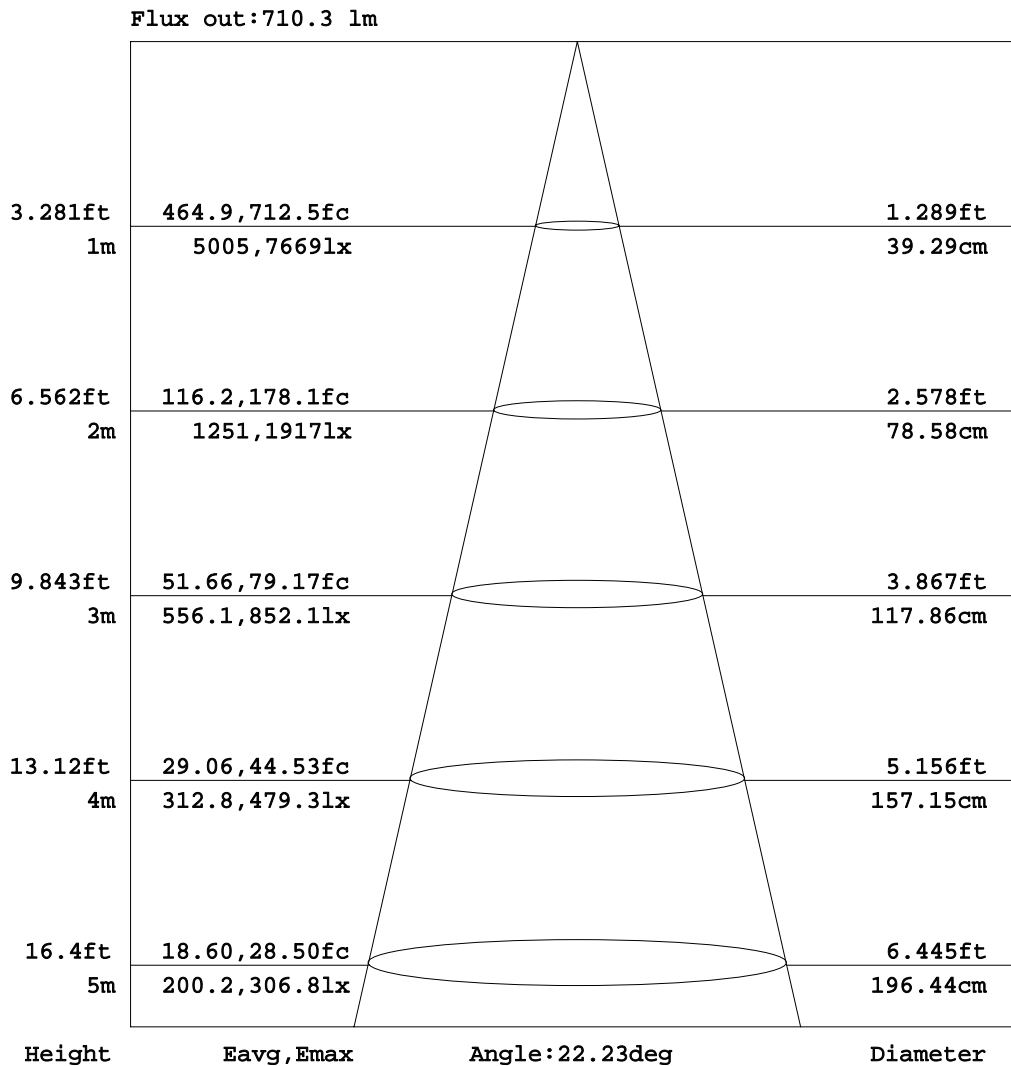 Flux out:710.3 lm
3.281ft 464.9,712.5fc 1.289ft
1m 5005,7669lx 39.29cm
6.562ft 116.2,178.1fc 2.578ft
2m 1251,1917lx 78.58cm
9.843ft 51.66,79.17fc 3.867ft
3m 556.1,852.1lx 117.86cm
13.12ft 29.06,44.53fc 5.156ft
4m 312.8,479.3lx 157.15cm
16.4ft 18.60,28.50fc 6.445ft
5m 200.2,306.8lx 196.44cm
Height Eavg,Emax Angle:22.23deg Diameter